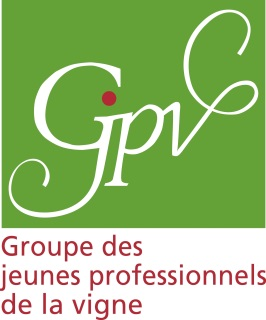 Gjpv
Groupe des
jeunes professionnels
de la vigne